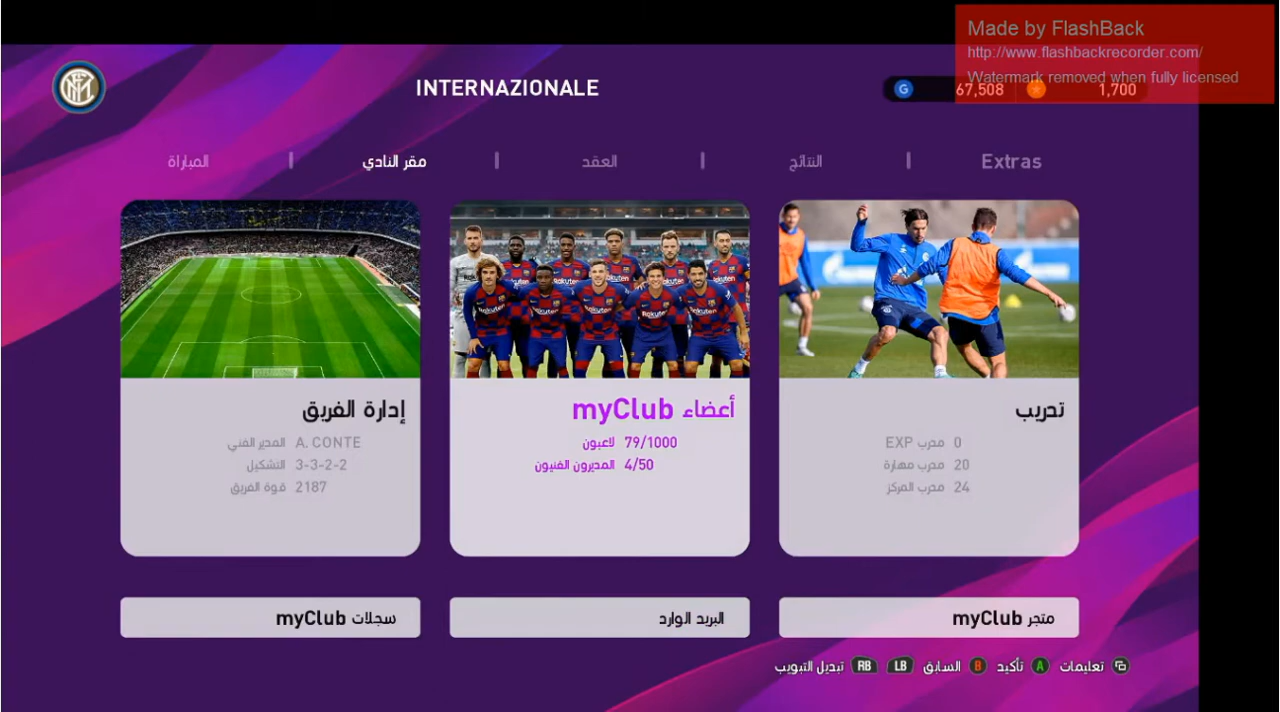 Made by FlashBack
http://www.flashbackrecorder.com/
Watermark removed when fully licensed
INTERNAZIONALE
67,508
1,700
المباراة
مقر النادي
العقد
النتائج
Extras
إدارة الفريق
المدير الفني A. CONTE
التشكيل 3-3-2-2
قوة الفريق 2187
أعضاء myClub
لاعبون 79/1000
المديرون الفنيون 4/50
تدريب
مدرب EXP 0
مدرب مهارة 20
مدرب المركز 24
سجلات myClub
البريد الوارد
متجر myClub
تعليمات A تأكيد B السابق LB RB تبديل التبويب